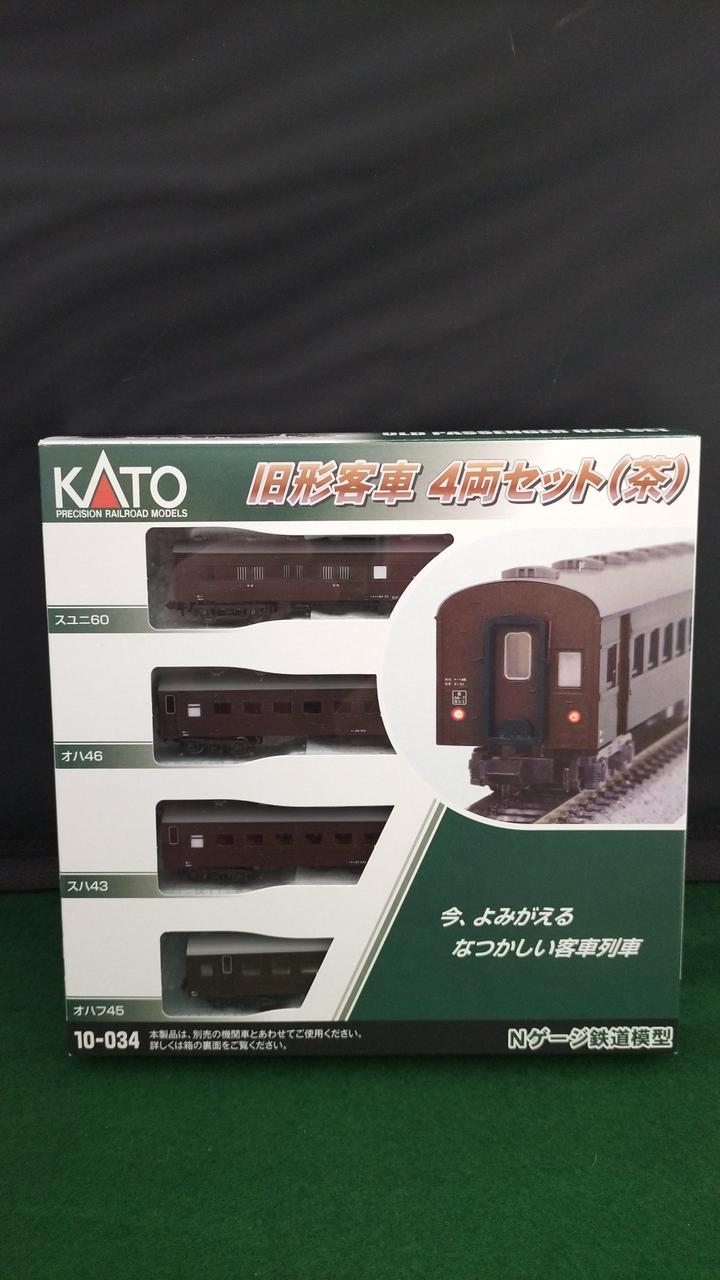 OLD PASSENGER CAR SET
KATO
PRECISION RAILROAD MODELS
旧形客車 4両セット(茶)
スユニ60
オハ46
スハ43
オハフ45
今、よみがえる
なつかしい客車列車
10-034
本製品は、別売の機関車とあわせてご使用ください。
詳しくは箱の裏面をご覧ください。
Nゲージ鉄道模型